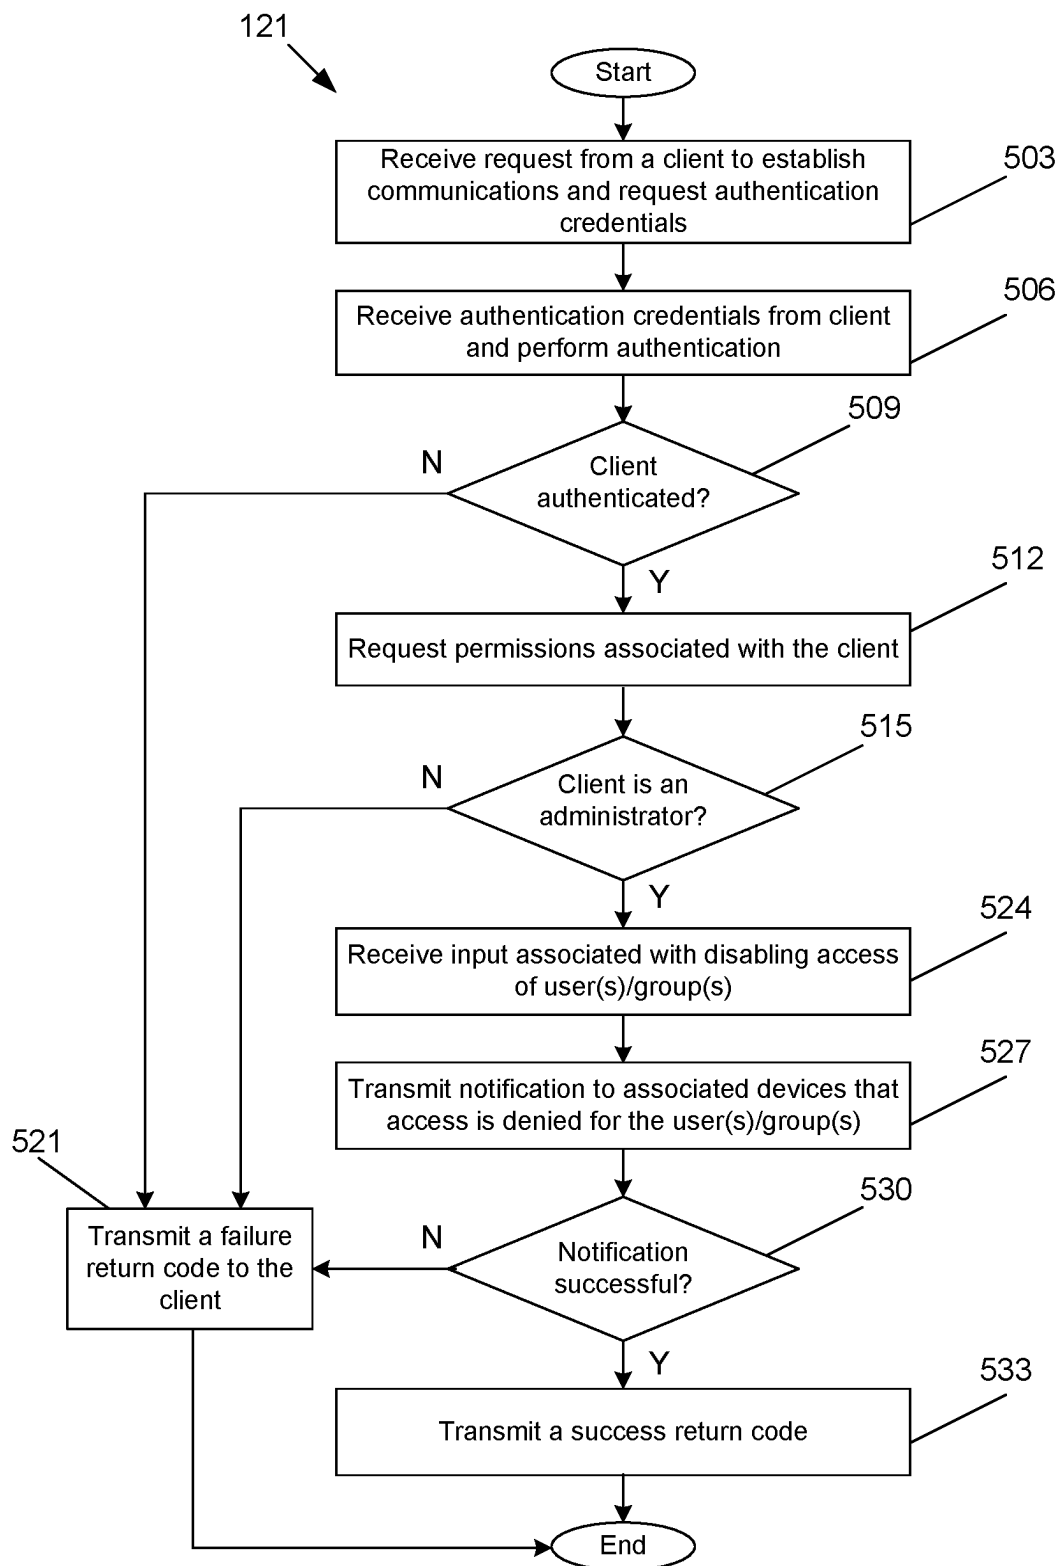 121
Start
Receive request from a client to establish
communications and request authentication
credentials
503
Receive authentication credentials from client
and perform authentication
506
509
Client
authenticated?
N
Y
512
Request permissions associated with the client
515
Client is an
administrator?
N
Y
524
Receive input associated with disabling access
of user(s)/group(s)
527
Transmit notification to associated devices that
access is denied for the user(s)/group(s)
521
Transmit a failure
return code to the
client
530
N
Notification
successful?
Y
533
Transmit a success return code
End